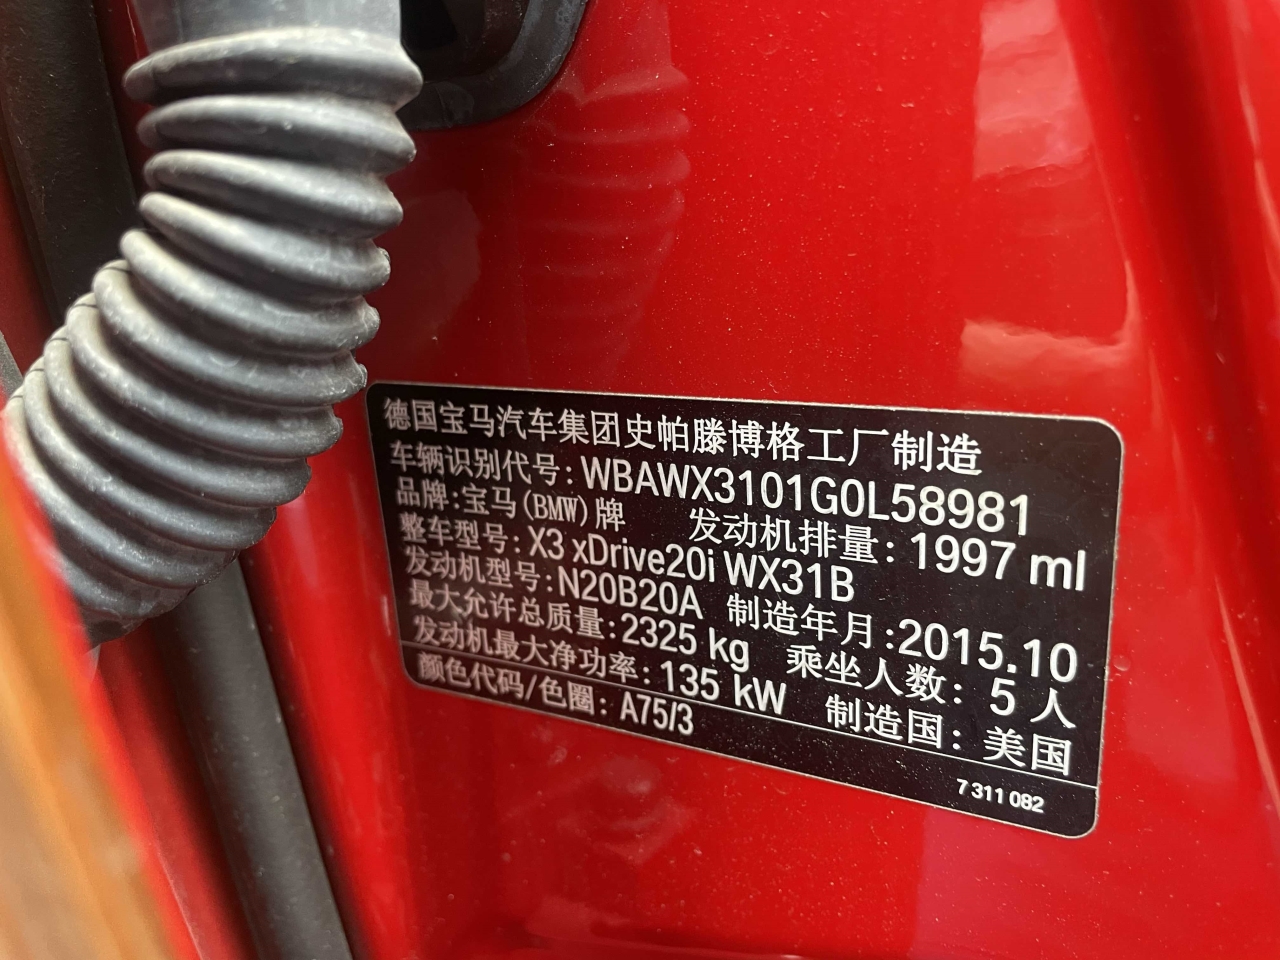 德国宝马汽车集团史帕滕博格工厂制造
车辆识别代号: WBAWX3101G0L58981
品牌:宝马(BMW)牌 发动机排量: 1997 ml
整车型号: X3 xDrive20i WX31B
发动机型号:N20B20A 制造年月:2015.10
最大允许总质量:2325 kg 乘坐人数: 5 人
发动机最大净功率:135 kW 制造国: 美国
颜色代码/色圈: A75/3
7 311 082